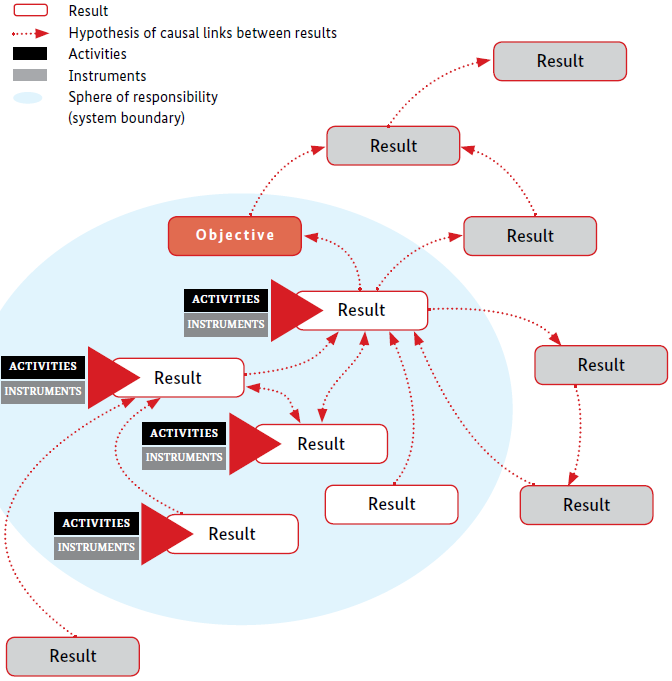 Result
Hypothesis of causal links between results
Activities
Instruments
Sphere of responsibility
(system boundary)
Result
Result
Objective
Result
ACTIVITIES
INSTRUMENTS
Result
ACTIVITIES
INSTRUMENTS
Result
Result
ACTIVITIES
INSTRUMENTS
Result
Result
Result
ACTIVITIES
INSTRUMENTS
Result
Result